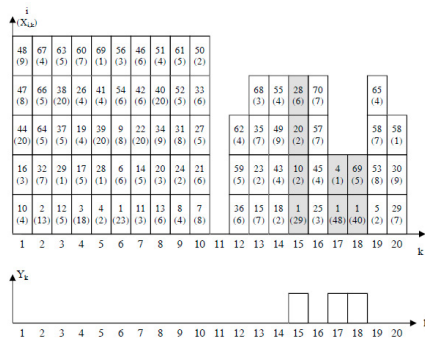 i
(X_{i,k})
48 67 63 60 69 56 46 51 61 50
(9) (4) (5) (7) (1) (3) (6) (4) (5) (2)
47 66 38 26 41 54 42 40 52 33 68 55 28 70 65
(8) (5) (20) (4) (4) (6) (6) (20) (5) (6) (3) (4) (6) (7) (4)
44 64 37 19 39 9 22 34 31 27 62 35 49 20 57 58 58
(20) (5) (5) (4) (20) (8) (20) (9) (8) (5) (4) (7) (9) (2) (7) (7) (1)
16 32 29 17 28 6 14 20 24 21 59 23 43 10 45 4 69 53 30
(3) (7) (1) (5) (1) (6) (5) (3) (2) (6) (5) (2) (4) (2) (4) (1) (5) (8) (9)
10 2 12 3 4 1 11 13 8 7 36 15 18 1 25 1 1 5 29
(4) (13) (5) (18) (2) (23) (3) (6) (4) (8) (6) (7) (2) (29) (3) (48) (40) (2) (7)
1 2 3 4 5 6 7 8 9 10 11 12 13 14 15 16 17 18 19 20 k
Y_k
1 2 3 4 5 6 7 8 9 10 11 12 13 14 15 16 17 18 19 20